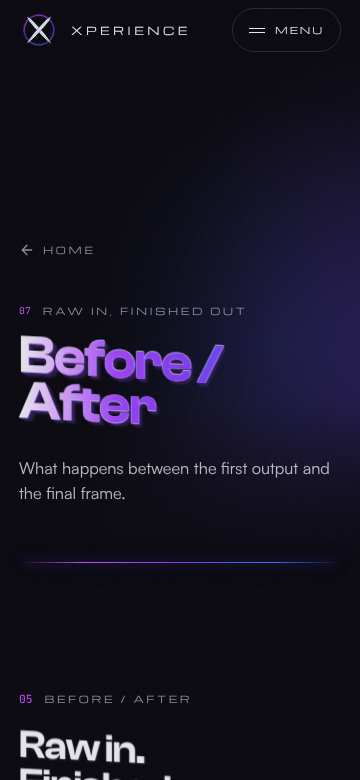 XPERIENCE
MENU
HOME
07 RAW IN, FINISHED OUT
Before /
After
What happens between the first output and
the final frame.
05 BEFORE / AFTER
Raw in.
Finished